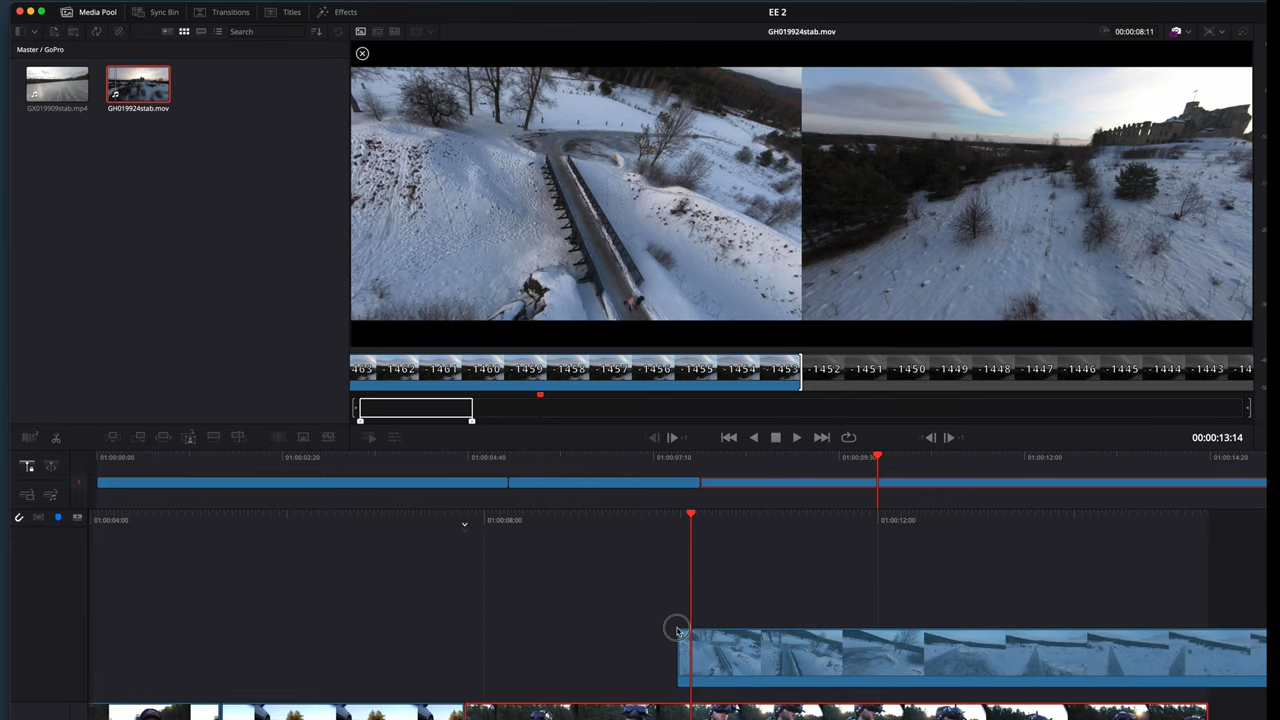 Media Pool Sync Bin Transitions Titles Effects EE 2
Search GH019924stab.mov 00:00:08:11
Master / GoPro
GX019909stab.mp4 GH019924stab.mov
463 -1462 -1461 -1460 -1459 -1458 -1457 -1456 -1455 -1454 -1453 -1452 -1451 -1450 -1449 -1448 -1447 -1446 -1445 -1444 -1443 -14
00:00:13:14
01:00:00:00 01:00:02:20 01:00:04:40 01:00:07:10 01:00:09:30 01:00:12:00 01:00:14:20
1
01:00:04:00 01:00:08:00 01:00:12:00